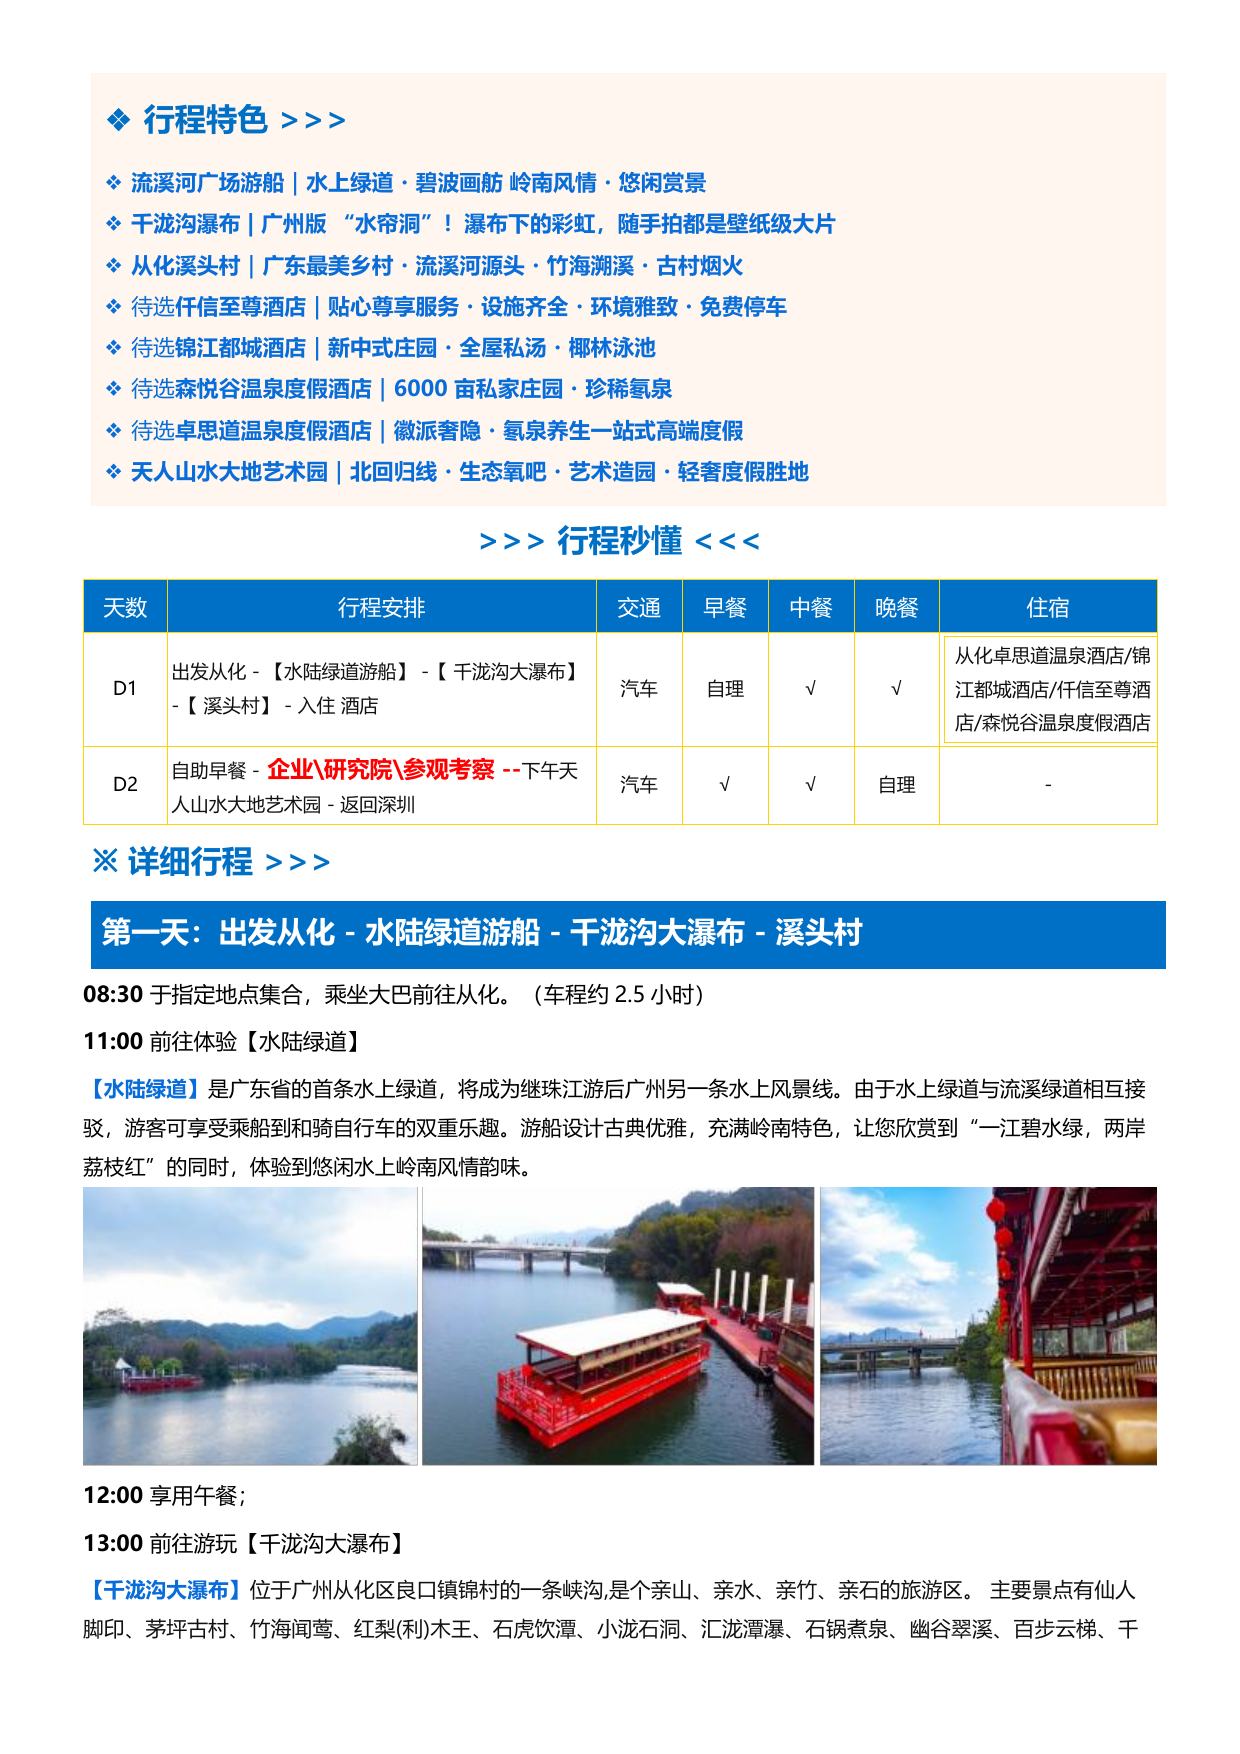 ❖ 行程特色 >>>
❖ 流溪河广场游船｜水上绿道·碧波画舫 岭南风情·悠闲赏景
❖ 千泷沟瀑布 | 广州版 “水帘洞”！瀑布下的彩虹，随手拍都是壁纸级大片
❖ 从化溪头村｜广东最美乡村·流溪河源头·竹海溯溪·古村烟火
❖ 待选仟信至尊酒店｜贴心尊享服务·设施齐全·环境雅致·免费停车
❖ 待选锦江都城酒店｜新中式庄园·全屋私汤·椰林泳池
❖ 待选森悦谷温泉度假酒店｜6000 亩私家庄园·珍稀氡泉
❖ 待选卓思道温泉度假酒店｜徽派奢隐·氡泉养生一站式高端度假
❖ 天人山水大地艺术园｜北回归线·生态氧吧·艺术造园·轻奢度假胜地
>>> 行程秒懂 <<<
天数 行程安排 交通 早餐 中餐 晚餐 住宿
D1 出发从化 - 【水陆绿道游船】 -【 千泷沟大瀑布】 -【 溪头村】 - 入住 酒店 汽车 自理 √ √ 从化卓思道温泉酒店/锦江都城酒店/仟信至尊酒店/森悦谷温泉度假酒店
D2 自助早餐 - 企业\研究院\参观考察 --下午天人山水大地艺术园 - 返回深圳 汽车 √ √ 自理 -
※ 详细行程 >>>
第一天：出发从化 - 水陆绿道游船 - 千泷沟大瀑布 - 溪头村
08:30 于指定地点集合，乘坐大巴前往从化。（车程约 2.5 小时）
11:00 前往体验【水陆绿道】
【水陆绿道】是广东省的首条水上绿道，将成为继珠江游后广州另一条水上风景线。由于水上绿道与流溪绿道相互接
驳，游客可享受乘船到和骑自行车的双重乐趣。游船设计古典优雅，充满岭南特色，让您欣赏到“一江碧水绿，两岸
荔枝红”的同时，体验到悠闲水上岭南风情韵味。
12:00 享用午餐；
13:00 前往游玩【千泷沟大瀑布】
【千泷沟大瀑布】位于广州从化区良口镇锦村的一条峡沟,是个亲山、亲水、亲竹、亲石的旅游区。 主要景点有仙人
脚印、茅坪古村、竹海闻莺、红梨(利)木王、石虎饮潭、小泷石洞、汇泷潭瀑、石锅煮泉、幽谷翠溪、百步云梯、千